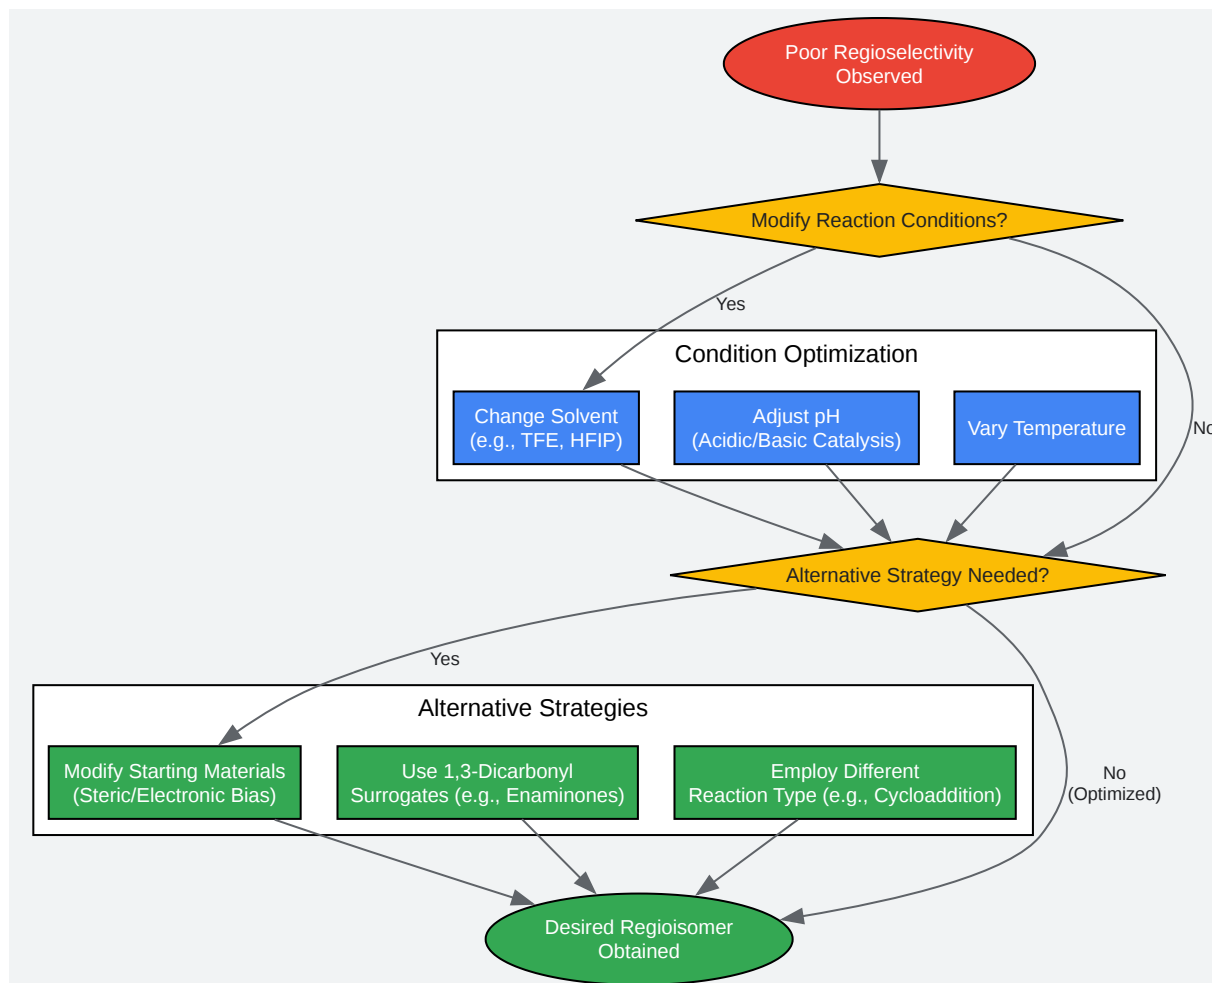 Poor Regioselectivity
Observed
Modify Reaction Conditions?
Yes
Condition Optimization
Change Solvent
(e.g., TFE, HFIP)
Adjust pH
(Acidic/Basic Catalysis)
Vary Temperature
No
Alternative Strategy Needed?
Yes
Alternative Strategies
Modify Starting Materials
(Steric/Electronic Bias)
Use 1,3-Dicarbonyl
Surrogates (e.g., Enaminones)
Employ Different
Reaction Type (e.g., Cycloaddition)
No
(Optimized)
Desired Regioisomer
Obtained